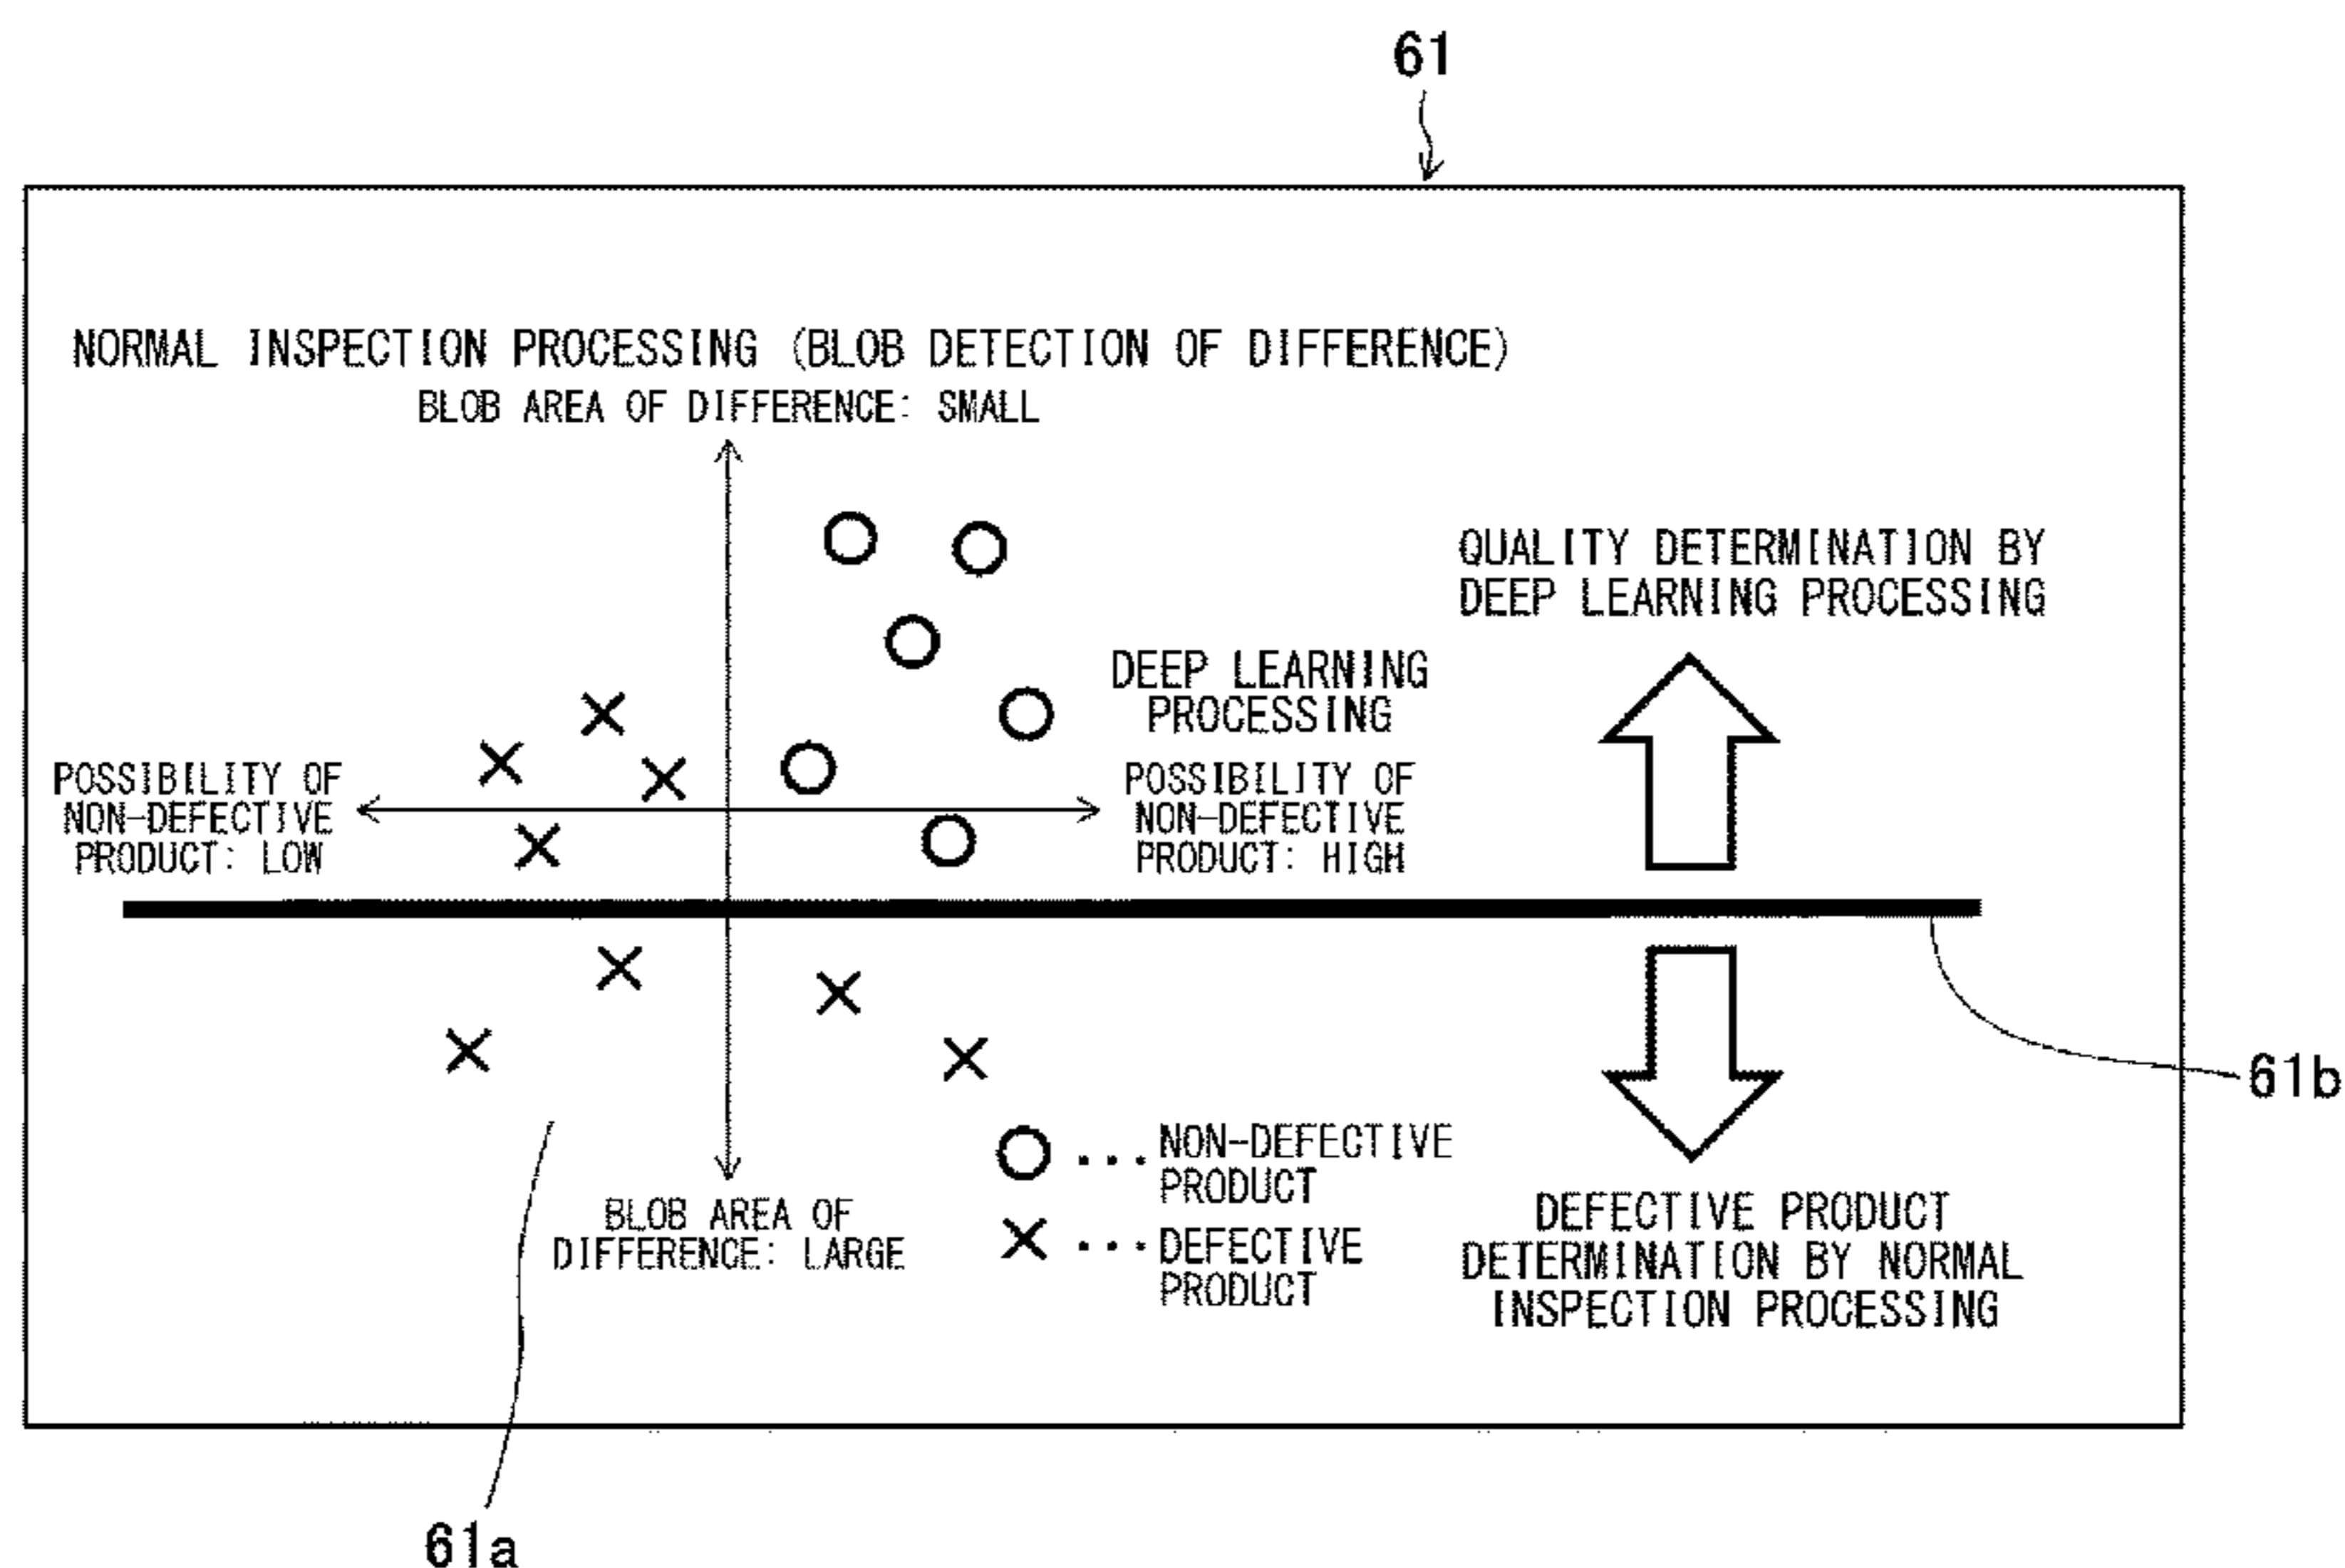 61
NORMAL INSPECTION PROCESSING (BLOB DETECTION OF DIFFERENCE)
BLOB AREA OF DIFFERENCE: SMALL
QUALITY DETERMINATION BY
DEEP LEARNING PROCESSING
DEEP LEARNING
PROCESSING
POSSIBILITY OF
NON-DEFECTIVE
PRODUCT: LOW
POSSIBILITY OF
NON-DEFECTIVE
PRODUCT: HIGH
61b
BLOB AREA OF
DIFFERENCE: LARGE
... NON-DEFECTIVE
PRODUCT
... DEFECTIVE
PRODUCT
DEFECTIVE PRODUCT
DETERMINATION BY NORMAL
INSPECTION PROCESSING
61a